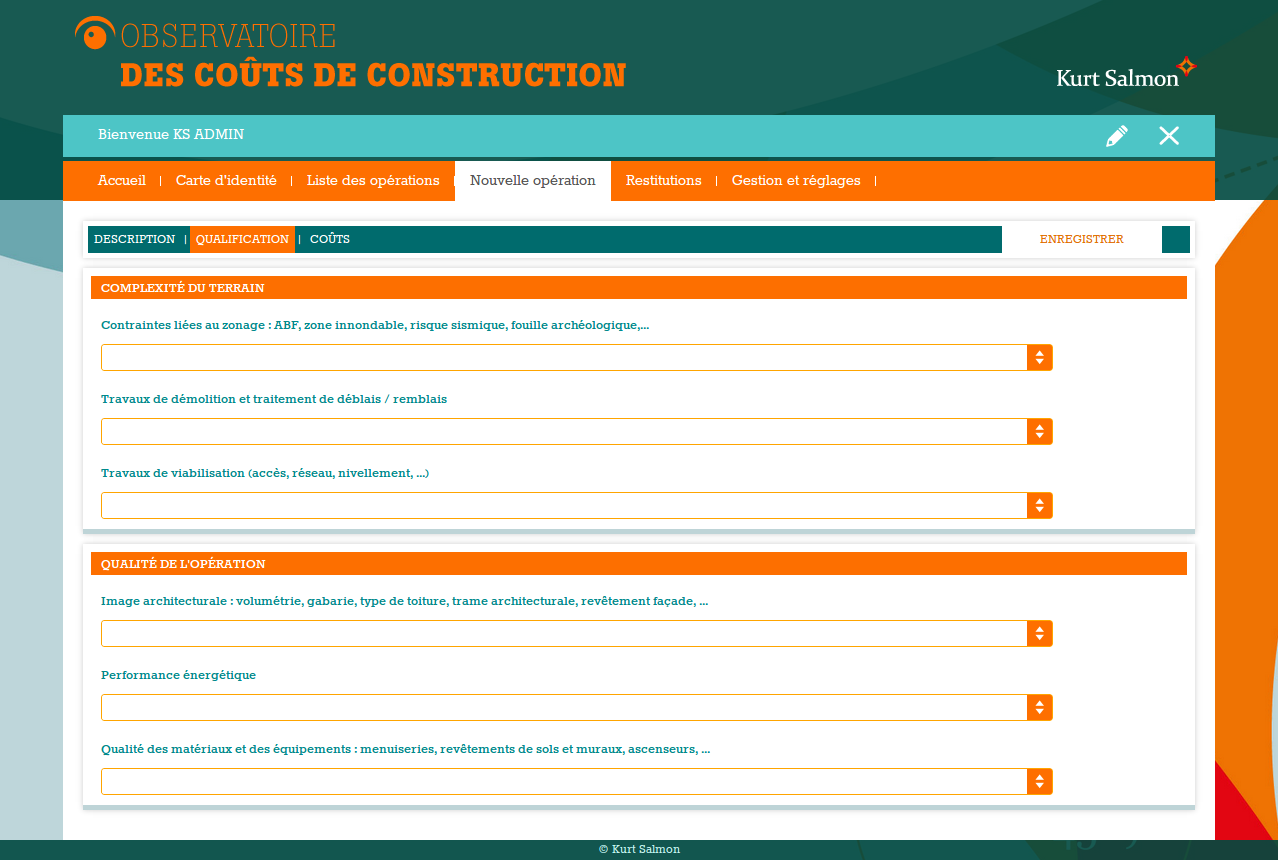 OBSERVATOIRE
DES COÛTS DE CONSTRUCTION
Kurt Salmon
Bienvenue KS ADMIN
Accueil | Carte d'identité | Liste des opérations | Nouvelle opération Restitutions | Gestion et réglages |
DESCRIPTION | QUALIFICATION | COÛTS ENREGISTRER
COMPLEXITÉ DU TERRAIN
Contraintes liées au zonage : ABF, zone innondable, risque sismique, fouille archéologique,...
Travaux de démolition et traitement de déblais / remblais
Travaux de viabilisation (accès, réseau, nivellement, ...)
QUALITÉ DE L'OPÉRATION
Image architecturale : volumétrie, gabarie, type de toiture, trame architecturale, revêtement façade, ...
Performance énergétique
Qualité des matériaux et des équipements : menuiseries, revêtements de sols et muraux, ascenseurs, ...
© Kurt Salmon